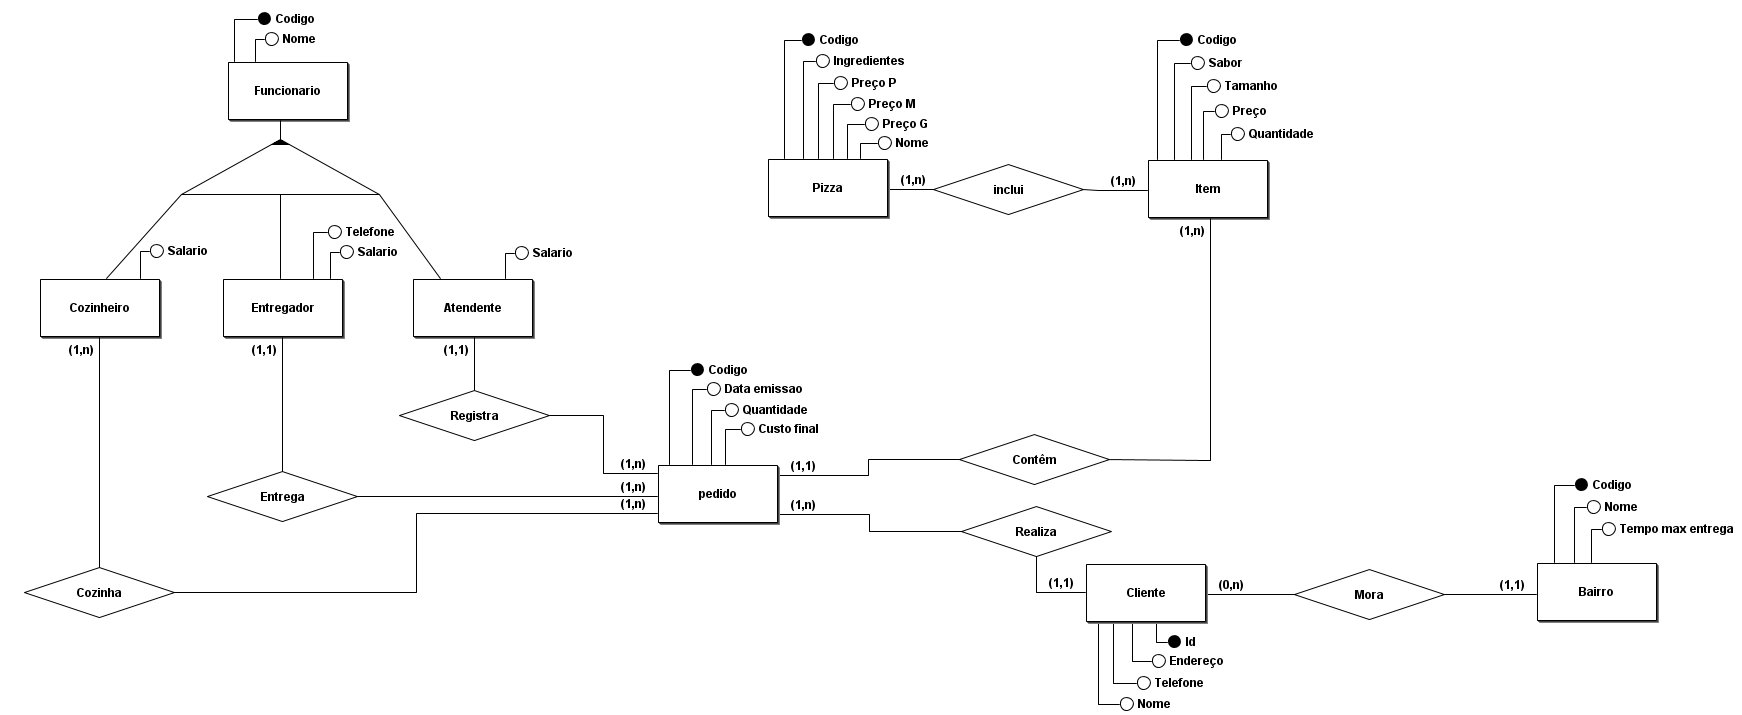 Codigo
Nome
Funcionario
Telefone
Salario
Salario
Salario
Cozinheiro
Entregador
Atendente
(1,n)
(1,1)
(1,1)
Registra
Entrega
Cozinha
Codigo
Ingredientes
Preço P
Preço M
Preço G
Nome
Pizza
(1,n)
inclui
(1,n)
Codigo
Sabor
Tamanho
Preço
Quantidade
Item
(1,n)
Codigo
Data emissao
Quantidade
Custo final
(1,n)
(1,n)
(1,n)
pedido
(1,1)
(1,n)
Contêm
Realiza
(1,1)
Cliente
(0,n)
Mora
(1,1)
Codigo
Nome
Tempo max entrega
Bairro
Id
Endereço
Telefone
Nome